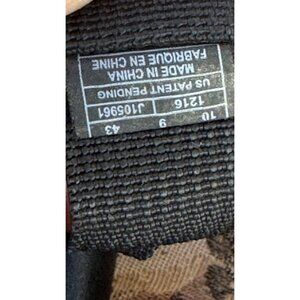 10 9 43
1216 J105961
US PATENT PENDING
MADE IN CHINA
FABRIQUE EN CHINE